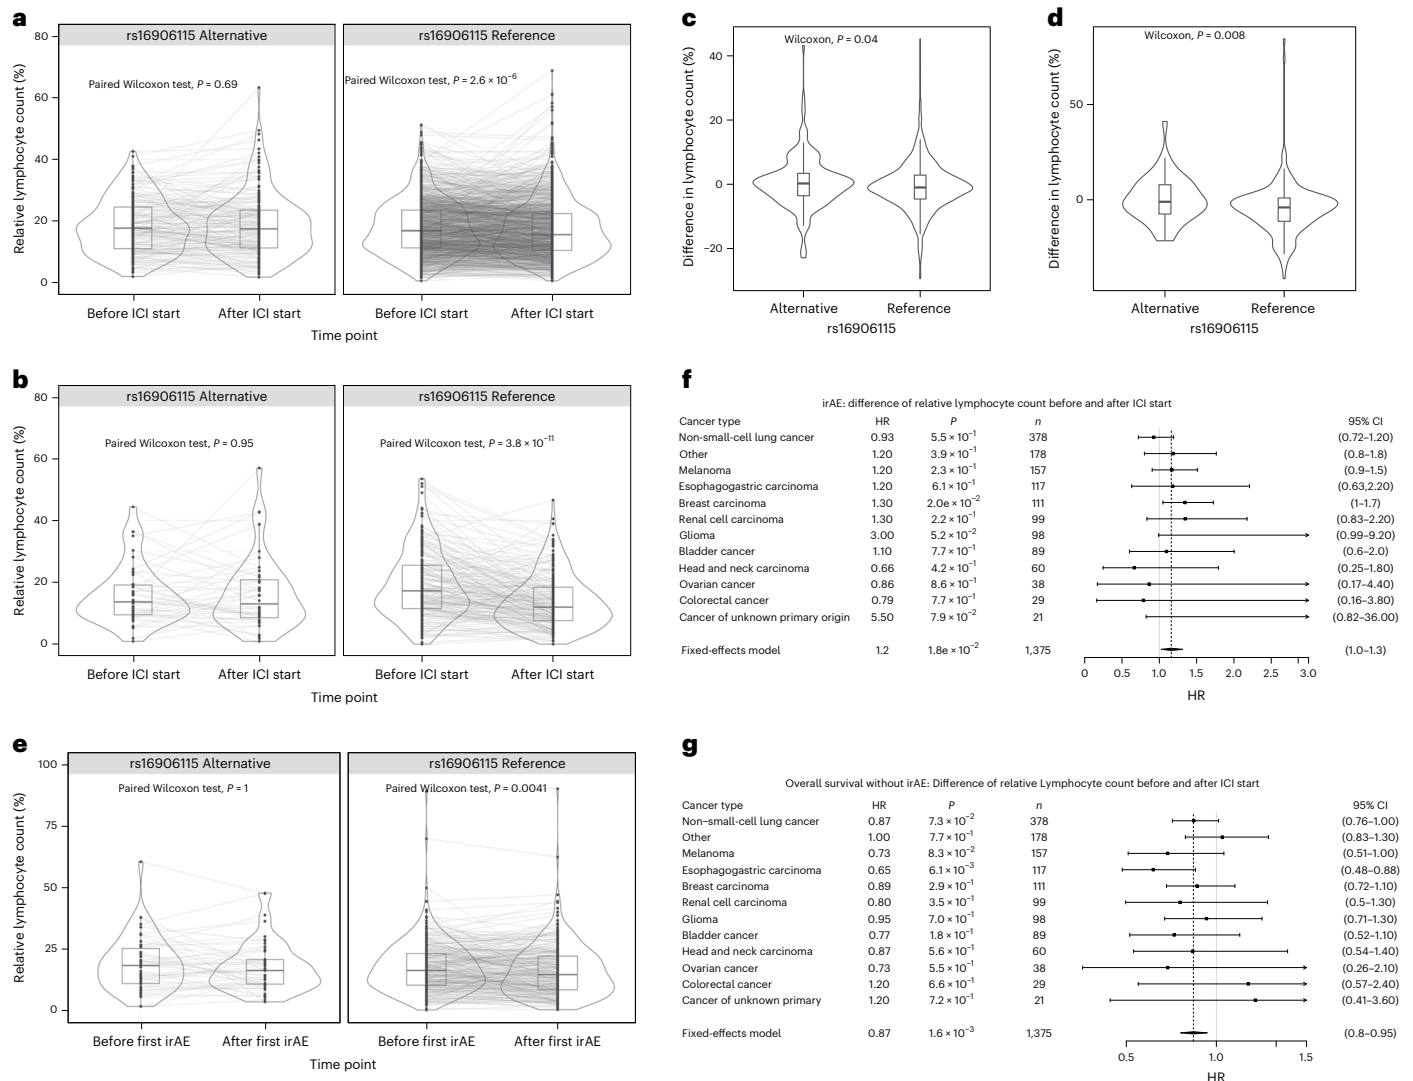 a
rs16906115 Alternative
rs16906115 Reference
Paired Wilcoxon test, P = 0.69
Paired Wilcoxon test, P = 2.6 × 10⁻⁶
Relative lymphocyte count (%)
80
60
40
20
0
Before ICI start
After ICI start
Before ICI start
After ICI start
Time point
b
rs16906115 Alternative
rs16906115 Reference
Paired Wilcoxon test, P = 0.95
Paired Wilcoxon test, P = 3.8 × 10⁻¹¹
Relative lymphocyte count (%)
80
60
40
20
0
Before ICI start
After ICI start
Before ICI start
After ICI start
Time point
c
Wilcoxon, P = 0.04
Difference in lymphocyte count (%)
40
20
0
−20
Alternative
Reference
rs16906115
d
Wilcoxon, P = 0.008
Difference in lymphocyte count (%)
50
0
Alternative
Reference
rs16906115
e
rs16906115 Alternative
rs16906115 Reference
Paired Wilcoxon test, P = 1
Paired Wilcoxon test, P = 0.0041
Relative lymphocyte count (%)
100
75
50
25
0
Before first irAE
After first irAE
Before first irAE
After first irAE
Time point
f
irAE: difference of relative lymphocyte count before and after ICI start
Cancer type HR P n 95% CI
Non-small-cell lung cancer 0.93 5.5 × 10⁻¹ 378 (0.72–1.20)
Other 1.20 3.9 × 10⁻¹ 178 (0.8–1.8)
Melanoma 1.20 2.3 × 10⁻¹ 157 (0.9–1.5)
Esophagogastric carcinoma 1.20 6.1 × 10⁻¹ 117 (0.63,2.20)
Breast carcinoma 1.30 2.0e × 10⁻² 111 (1–1.7)
Renal cell carcinoma 1.30 2.2 × 10⁻¹ 99 (0.83–2.20)
Glioma 3.00 5.2 × 10⁻² 98 (0.99–9.20)
Bladder cancer 1.10 7.7 × 10⁻¹ 89 (0.6–2.0)
Head and neck carcinoma 0.66 4.2 × 10⁻¹ 60 (0.25–1.80)
Ovarian cancer 0.86 8.6 × 10⁻¹ 38 (0.17–4.40)
Colorectal cancer 0.79 7.7 × 10⁻¹ 29 (0.16–3.80)
Cancer of unknown primary origin 5.50 7.9 × 10⁻² 21 (0.82–36.00)
Fixed-effects model 1.2 1.8e × 10⁻² 1,375 (1.0–1.3)
0 0.5 1.0 1.5 2.0 2.5 3.0
HR
g
Overall survival without irAE: Difference of relative Lymphocyte count before and after ICI start
Cancer type HR P n 95% CI
Non–small-cell lung cancer 0.87 7.3 × 10⁻² 378 (0.76–1.00)
Other 1.00 7.7 × 10⁻¹ 178 (0.83–1.30)
Melanoma 0.73 8.3 × 10⁻² 157 (0.51–1.00)
Esophagogastric carcinoma 0.65 6.1 × 10⁻³ 117 (0.48–0.88)
Breast carcinoma 0.89 2.9 × 10⁻¹ 111 (0.72–1.10)
Renal cell carcinoma 0.80 3.5 × 10⁻¹ 99 (0.5–1.30)
Glioma 0.95 7.0 × 10⁻¹ 98 (0.71–1.30)
Bladder cancer 0.77 1.8 × 10⁻¹ 89 (0.52–1.10)
Head and neck carcinoma 0.87 5.6 × 10⁻¹ 60 (0.54–1.40)
Ovarian cancer 0.73 5.5 × 10⁻¹ 38 (0.26–2.10)
Colorectal cancer 1.20 6.6 × 10⁻¹ 29 (0.57–2.40)
Cancer of unknown primary 1.20 7.2 × 10⁻¹ 21 (0.41–3.60)
Fixed-effects model 0.87 1.6 × 10⁻³ 1,375 (0.8–0.95)
0.5 1.0 1.5
HR